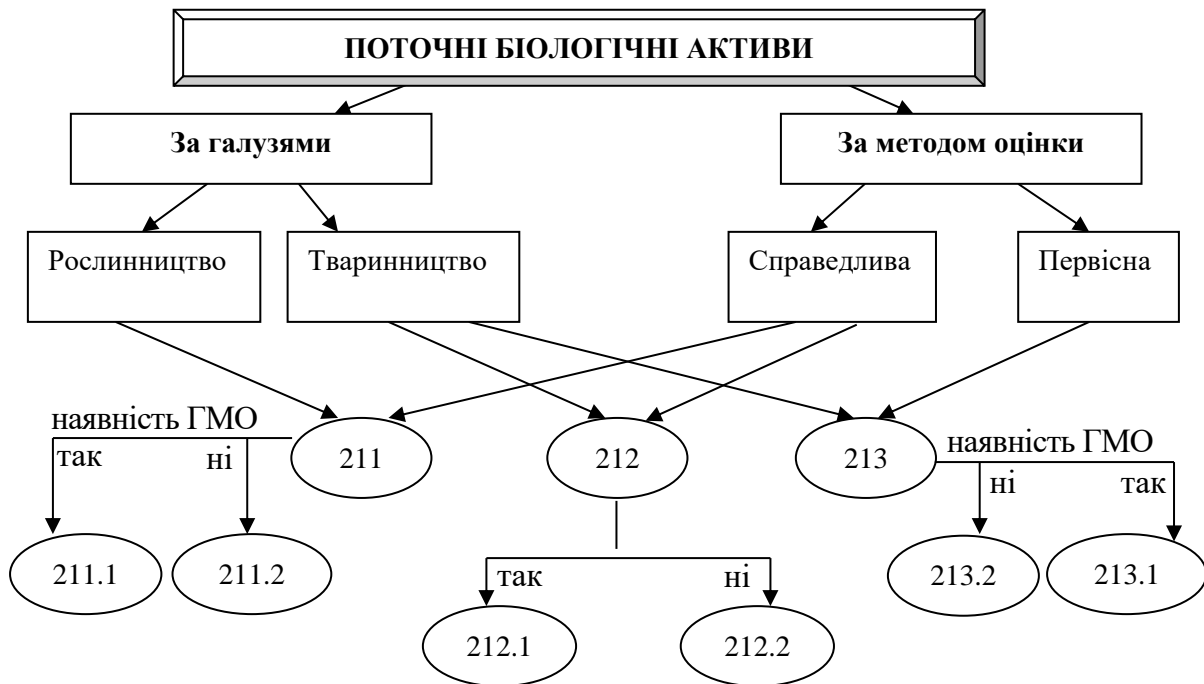 ПОТОЧНІ БІОЛОГІЧНІ АКТИВИ
За галузями
За методом оцінки
Рослинництво
Тваринництво
Справедлива
Первісна
наявність ГМО
так
ні
211
212
213
наявність ГМО
ні
так
211.1
211.2
так
ні
213.2
213.1
212.1
212.2